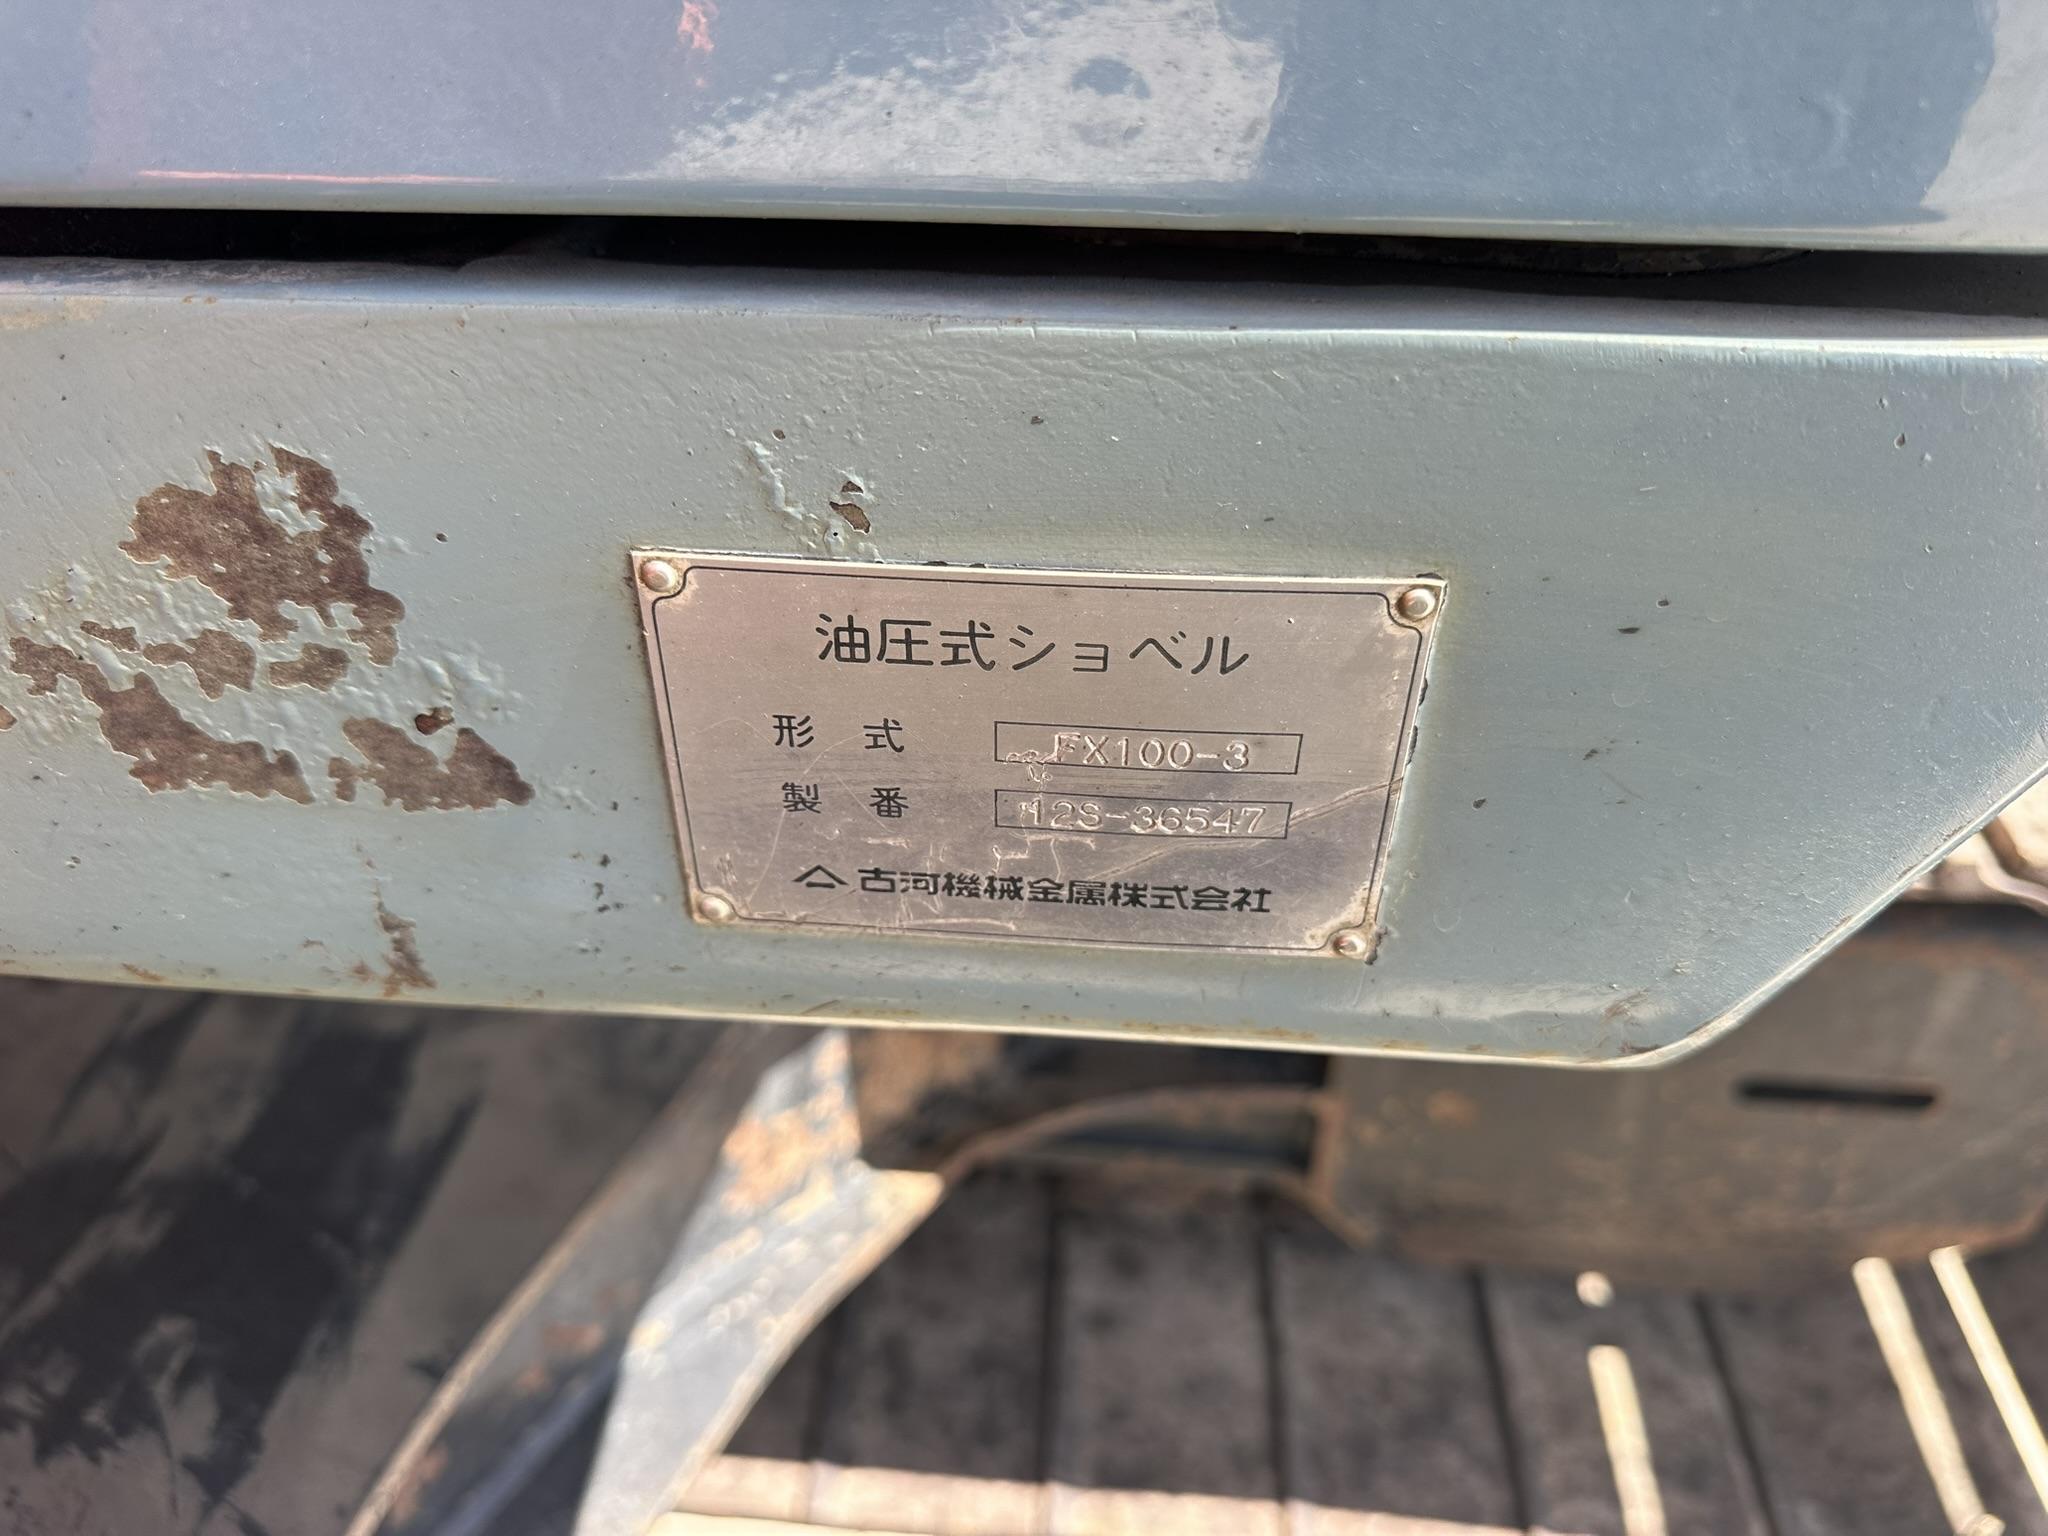 油圧式ショベル
形 式 FX100-3
製 番 12S-36547
古河機械金属株式会社